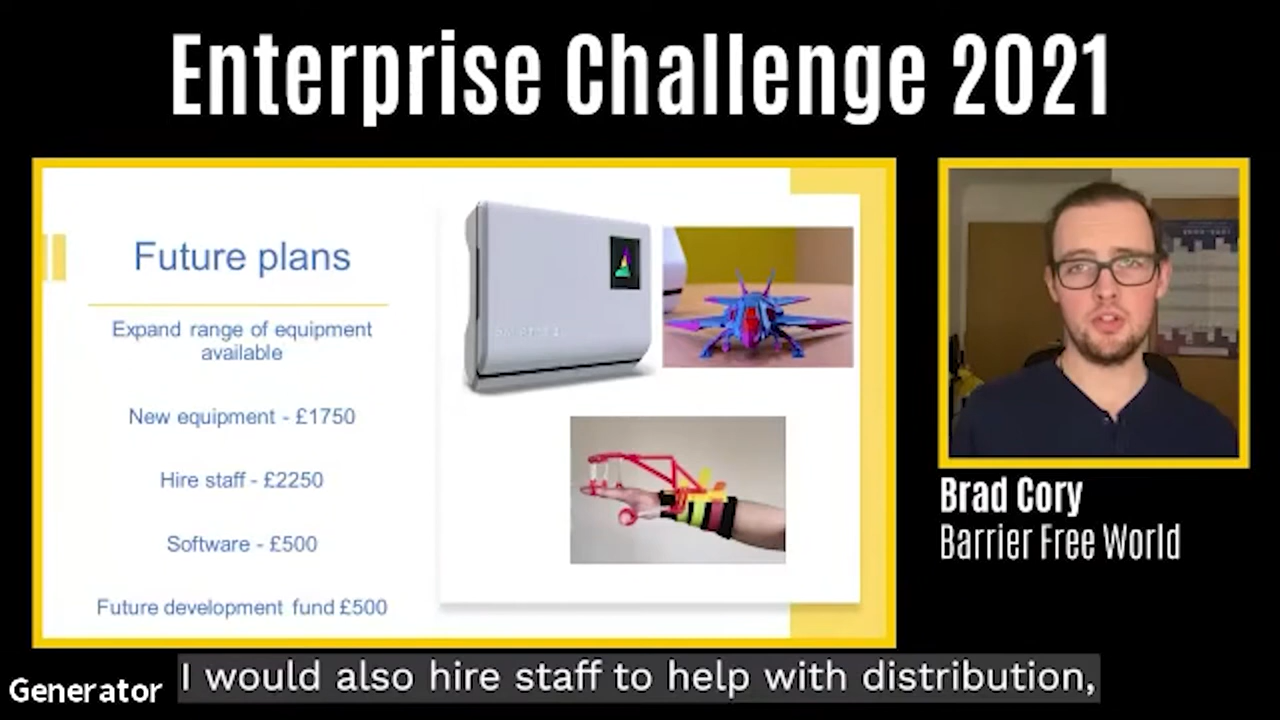 Enterprise Challenge 2021
Future plans
Expand range of equipment
available
New equipment - £1750
Hire staff - £2250
Software - £500
Future development fund £500
Brad Cory
Barrier Free World
Generator
I would also hire staff to help with distribution,